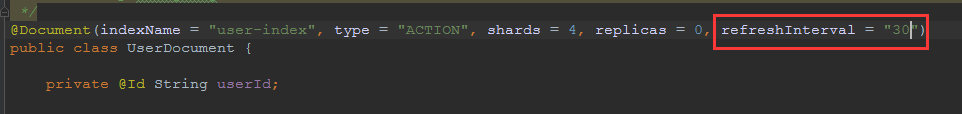 */
@Document(indexName = "user-index", type = "ACTION", shards = 4, replicas = 0, refreshInterval = "30")
public class UserDocument {
private @Id String userId;